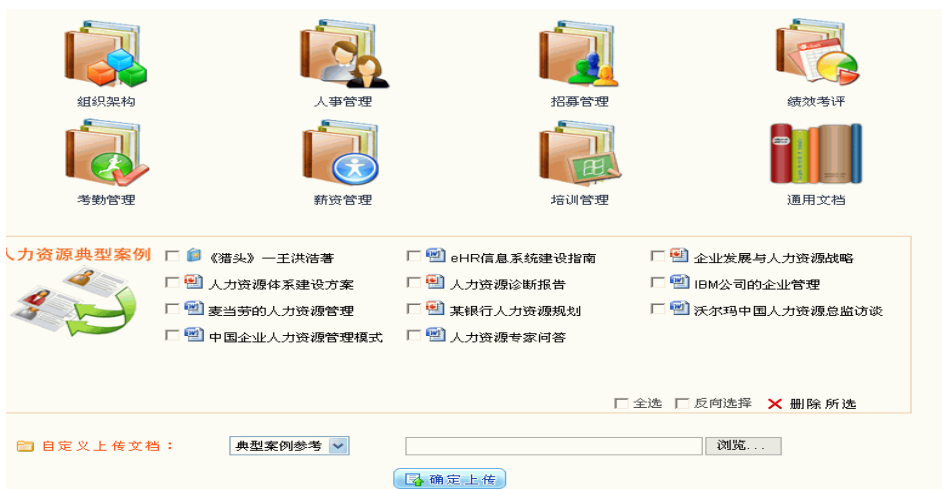 组织架构 人事管理 招募管理 绩效考评
考勤管理 薪资管理 培训管理 通用文档
人力资源典型案例 《猎头》—王洪浩著 eHR信息系统建设指南 企业发展与人力资源战略
人力资源体系建设方案 人力资源诊断报告 IBM公司的企业管理
麦当劳的人力资源管理 某银行人力资源规划 沃尔玛中国人力资源总监访谈
中国企业人力资源管理模式 人力资源专家问答
全选 反向选择 删除所选
自定义上传文档： 典型案例参考 浏览...
确定上传